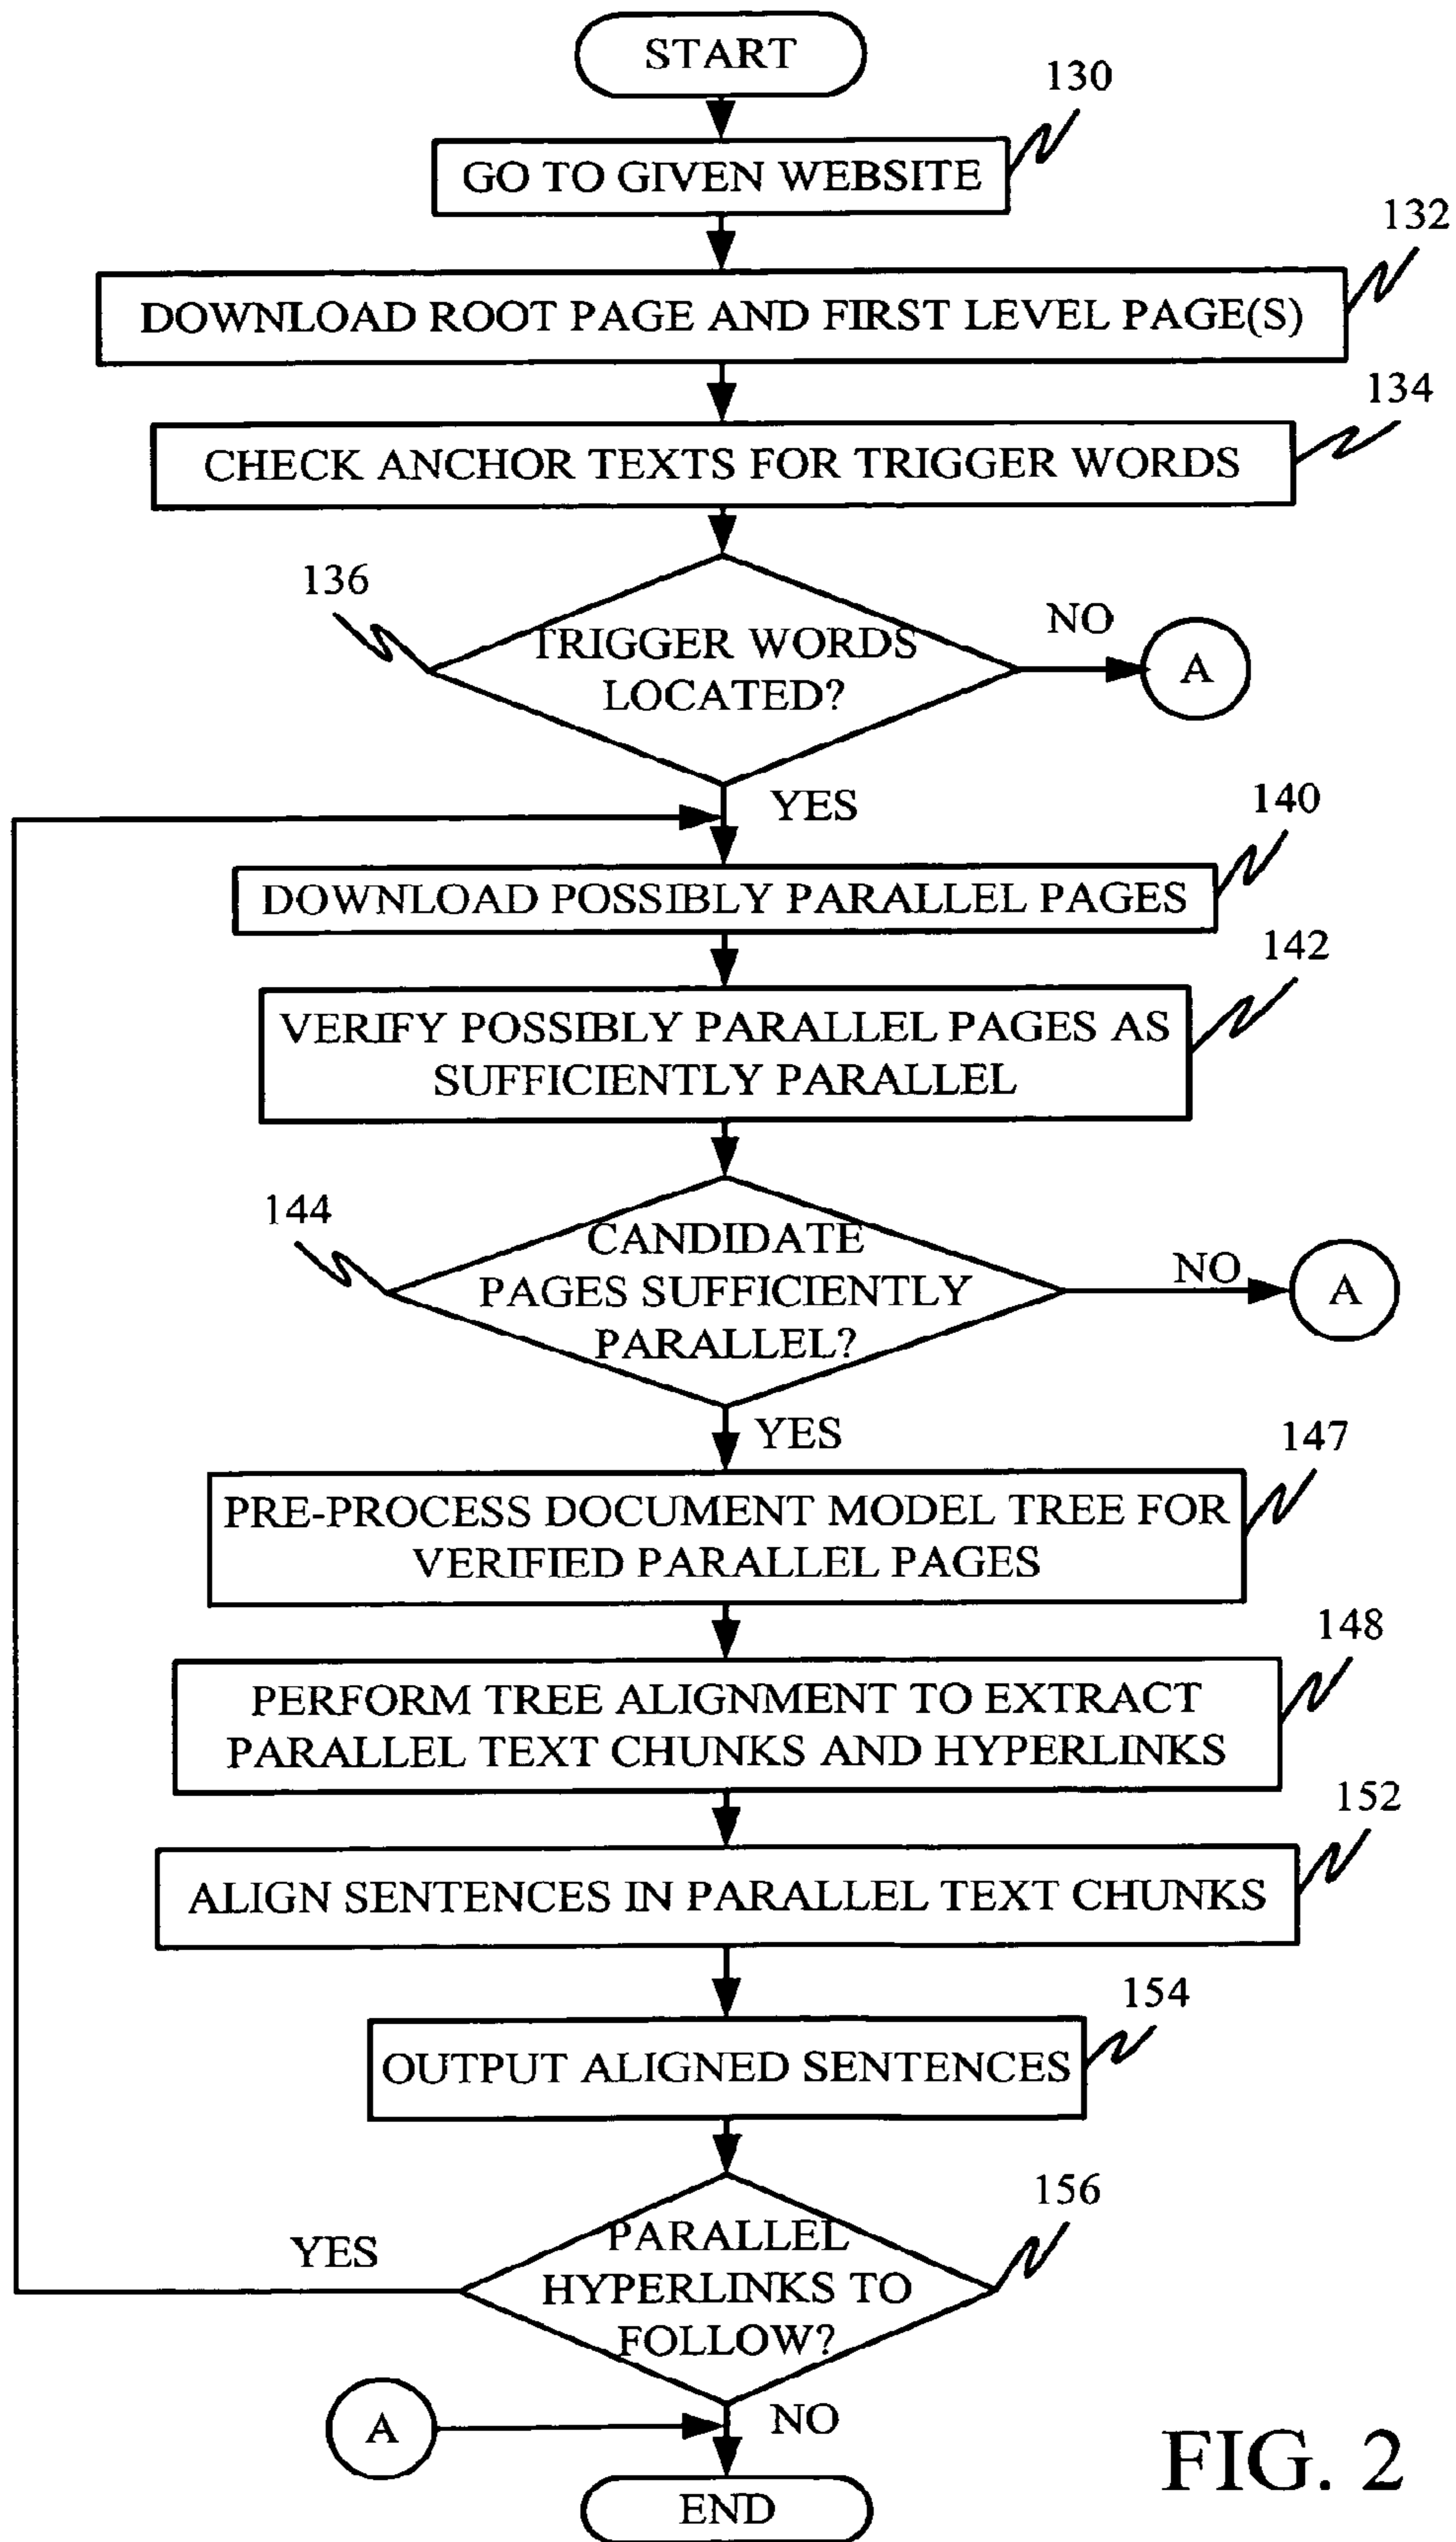 START
130
GO TO GIVEN WEBSITE
132
DOWNLOAD ROOT PAGE AND FIRST LEVEL PAGE(S)
134
CHECK ANCHOR TEXTS FOR TRIGGER WORDS
136
TRIGGER WORDS
LOCATED?
NO
A
YES
140
DOWNLOAD POSSIBLY PARALLEL PAGES
142
VERIFY POSSIBLY PARALLEL PAGES AS
SUFFICIENTLY PARALLEL
144
CANDIDATE
PAGES SUFFICIENTLY
PARALLEL?
NO
A
YES
147
PRE-PROCESS DOCUMENT MODEL TREE FOR
VERIFIED PARALLEL PAGES
148
PERFORM TREE ALIGNMENT TO EXTRACT
PARALLEL TEXT CHUNKS AND HYPERLINKS
152
ALIGN SENTENCES IN PARALLEL TEXT CHUNKS
154
OUTPUT ALIGNED SENTENCES
156
PARALLEL
HYPERLINKS TO
FOLLOW?
YES
A
NO
END
FIG. 2